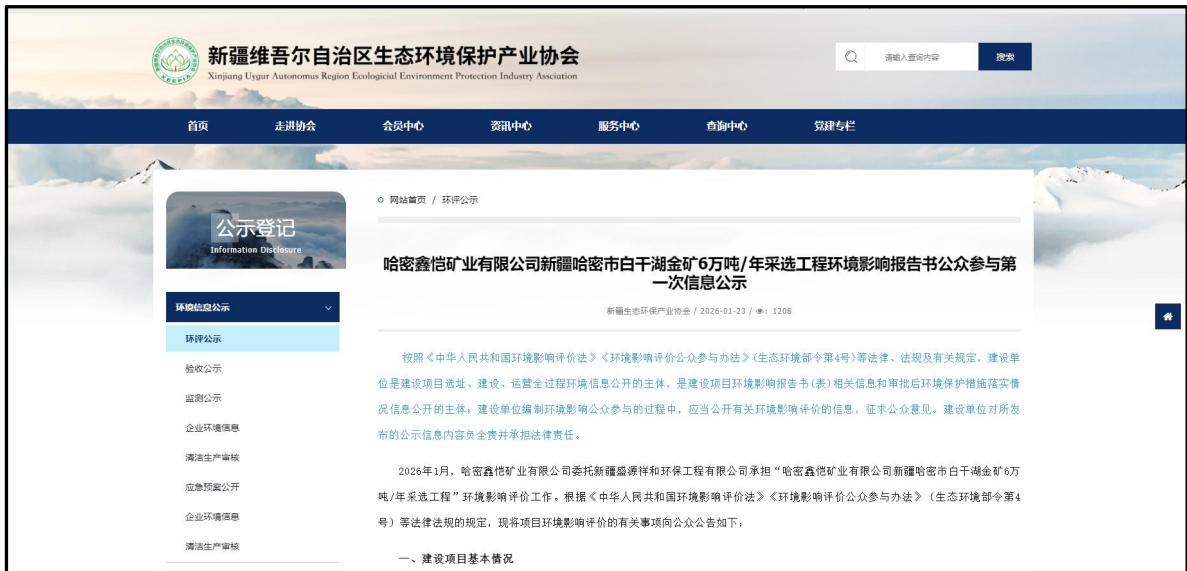 新疆维吾尔自治区生态环境保护产业协会
Xinjiang Uygur Autonomus Region Ecologicial Environment Protection Industry Assciation
XEEPIA
请输入查询内容
搜索
首页 走进协会 会员中心 资讯中心 服务中心 查询中心 党建专栏
公示登记
Information Disclosure
环境信息公示
环评公示
验收公示
监测公示
企业环境信息
清洁生产审核
应急预案公开
企业环境信息
清洁生产审核
网站首页 / 环评公示
哈密鑫恺矿业有限公司新疆哈密市白干湖金矿6万吨/年采选工程环境影响报告书公众参与第
一次信息公示
新疆生态环保产业协会 / 2026-01-23 / : 1208
按照《中华人民共和国环境影响评价法》《环境影响评价公众参与办法》(生态环境部令第4号)等法律、法规及有关规定，建设单
位是建设项目选址、建设、运营全过程环境信息公开的主体，是建设项目环境影响报告书(表)相关信息和审批后环境保护措施落实情
况信息公开的主体；建设单位编制环境影响公众参与的过程中，应当公开有关环境影响评价的信息，征求公众意见。建设单位对所发
布的公示信息内容负全责并承担法律责任。
2026年1月，哈密鑫恺矿业有限公司委托新疆盛源祥和环保工程有限公司承担“哈密鑫恺矿业有限公司新疆哈密市白干湖金矿6万
吨/年采选工程”环境影响评价工作。根据《中华人民共和国环境影响评价法》《环境影响评价公众参与办法》（生态环境部令第4
号）等法律法规的规定，现将项目环境影响评价的有关事项向公众公告如下：
一、建设项目基本情况